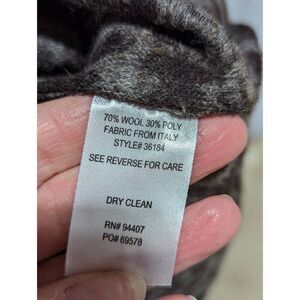 70% WOOL 30% POLY
FABRIC FROM ITALY
STYLE# 36184
SEE REVERSE FOR CARE
DRY CLEAN
RN# 94407
PO# 69578